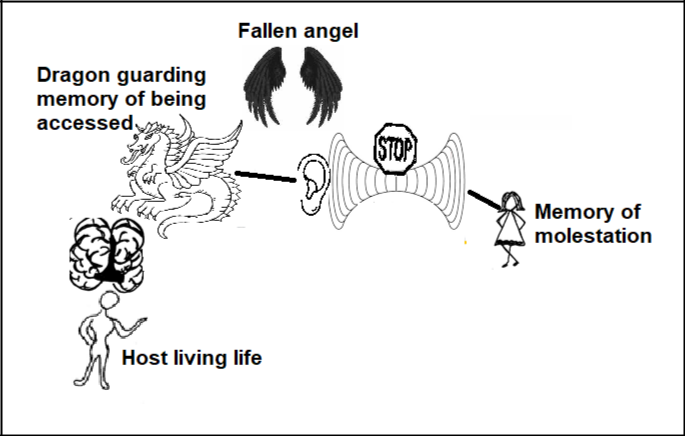 Fallen angel
Dragon guarding
memory of being
accessed
STOP
Memory of
molestation
Host living life